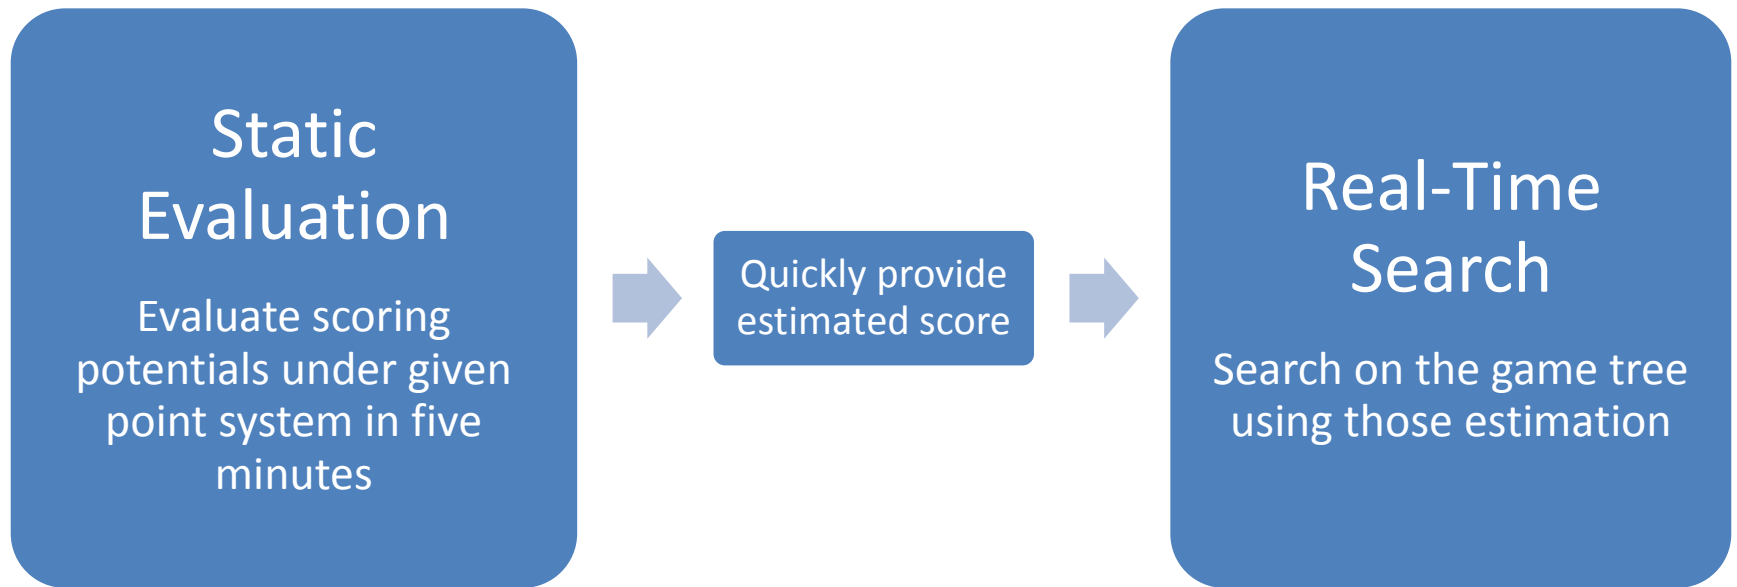 Static
Evaluation
Evaluate scoring
potentials under given
point system in five
minutes
Quickly provide
estimated score
Real-Time
Search
Search on the game tree
using those estimation